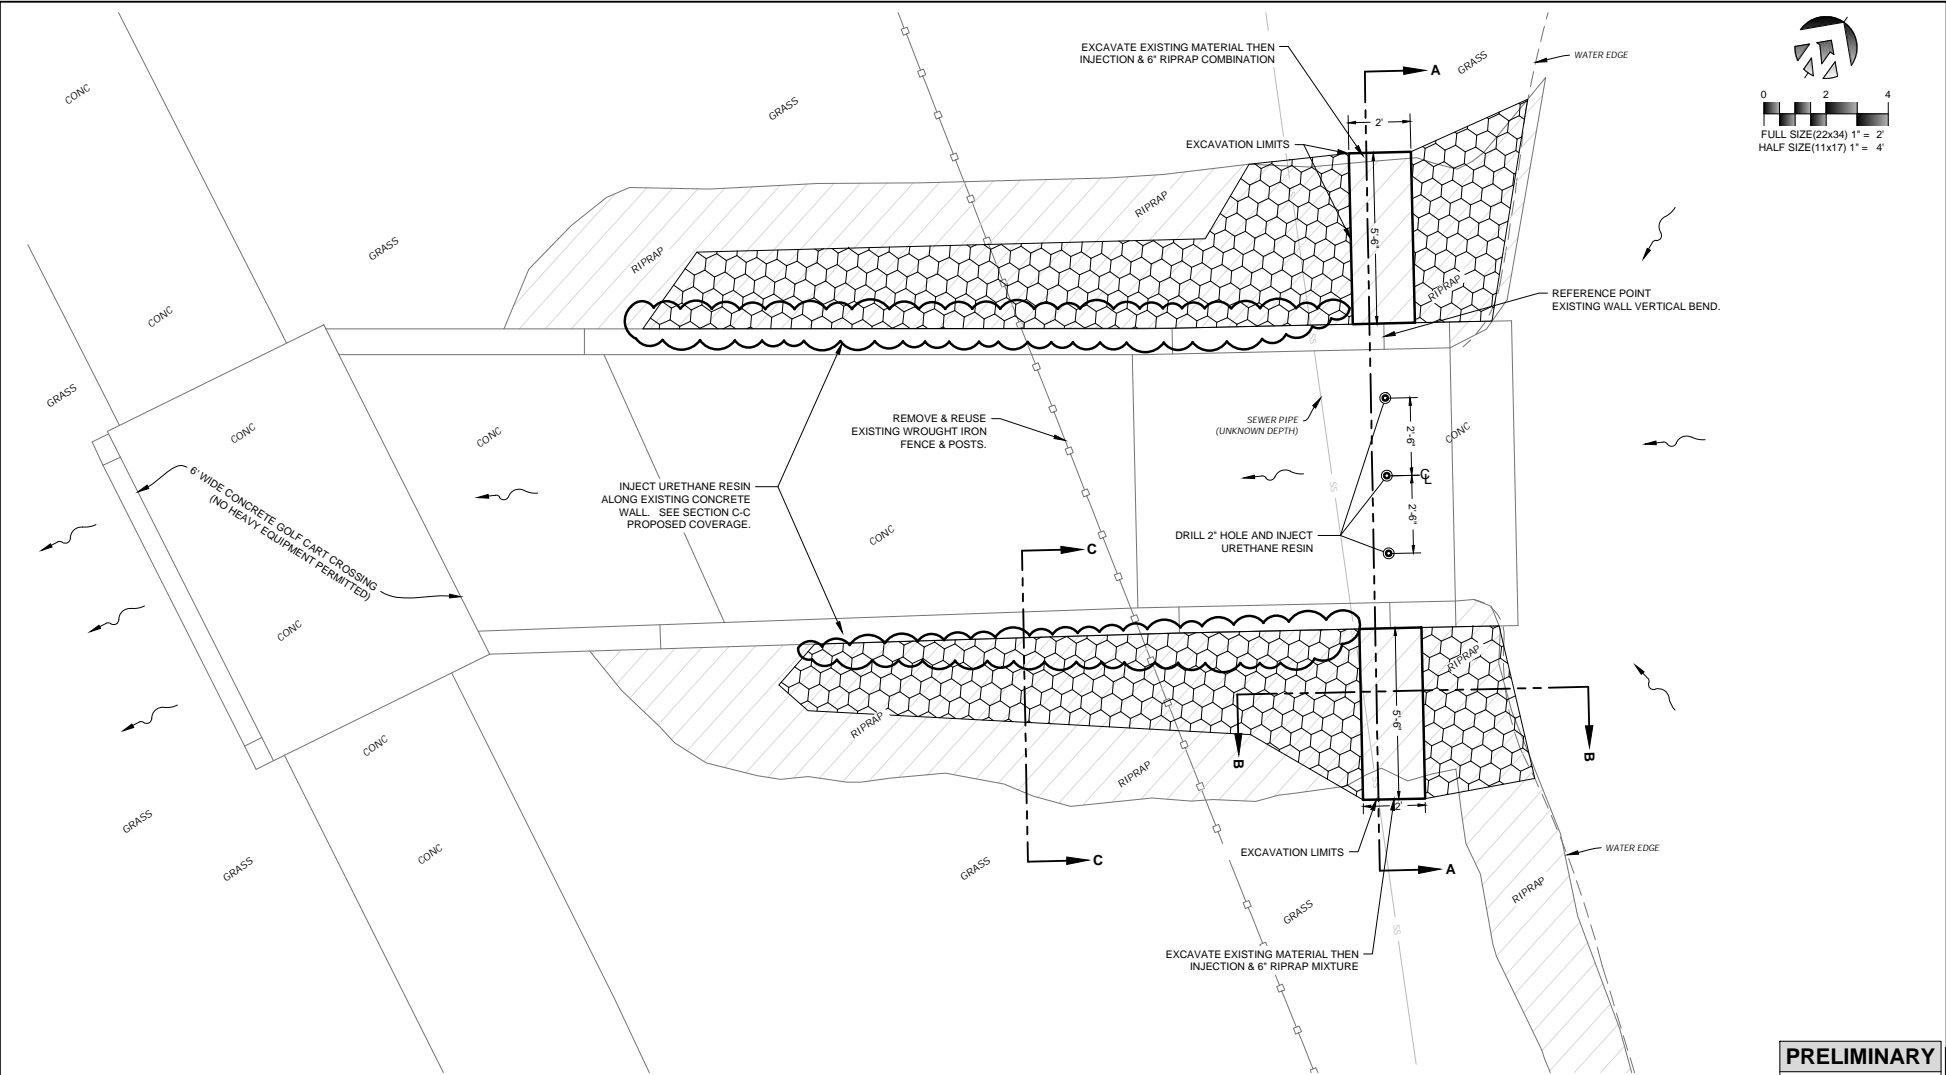 EXCAVATE EXISTING MATERIAL THEN
INJECTION & 6" RIPRAP COMBINATION
A
GRASS
WATER EDGE
0 2 4
FULL SIZE(22x34) 1" = 2'
HALF SIZE(11x17) 1" = 4'
CONC
GRASS
2'
EXCAVATION LIMITS
RIPRAP
GRASS
RIPRAP
5'-6"
RIPRAP
REFERENCE POINT
EXISTING WALL VERTICAL BEND.
CONC
SS
GRASS
CONC
CONC
REMOVE & REUSE
EXISTING WROUGHT IRON
FENCE & POSTS.
SEWER PIPE
(UNKNOWN DEPTH)
2'-6"
CONC
CL
6' WIDE CONCRETE GOLF CART CROSSING
(NO HEAVY EQUIPMENT PERMITTED)
INJECT URETHANE RESIN
ALONG EXISTING CONCRETE
WALL. SEE SECTION C-C
PROPOSED COVERAGE.
SS
2'-6"
CONC
DRILL 2" HOLE AND INJECT
URETHANE RESIN
C
CONC
RIPRAP
CONC
RIPRAP
5'-6"
B
B
RIPRAP
2'
GRASS
CONC
EXCAVATION LIMITS
WATER EDGE
C
A
GRASS
GRASS
RIPRAP
GRASS
SS
EXCAVATE EXISTING MATERIAL THEN
INJECTION & 6" RIPRAP MIXTURE
PRELIMINARY